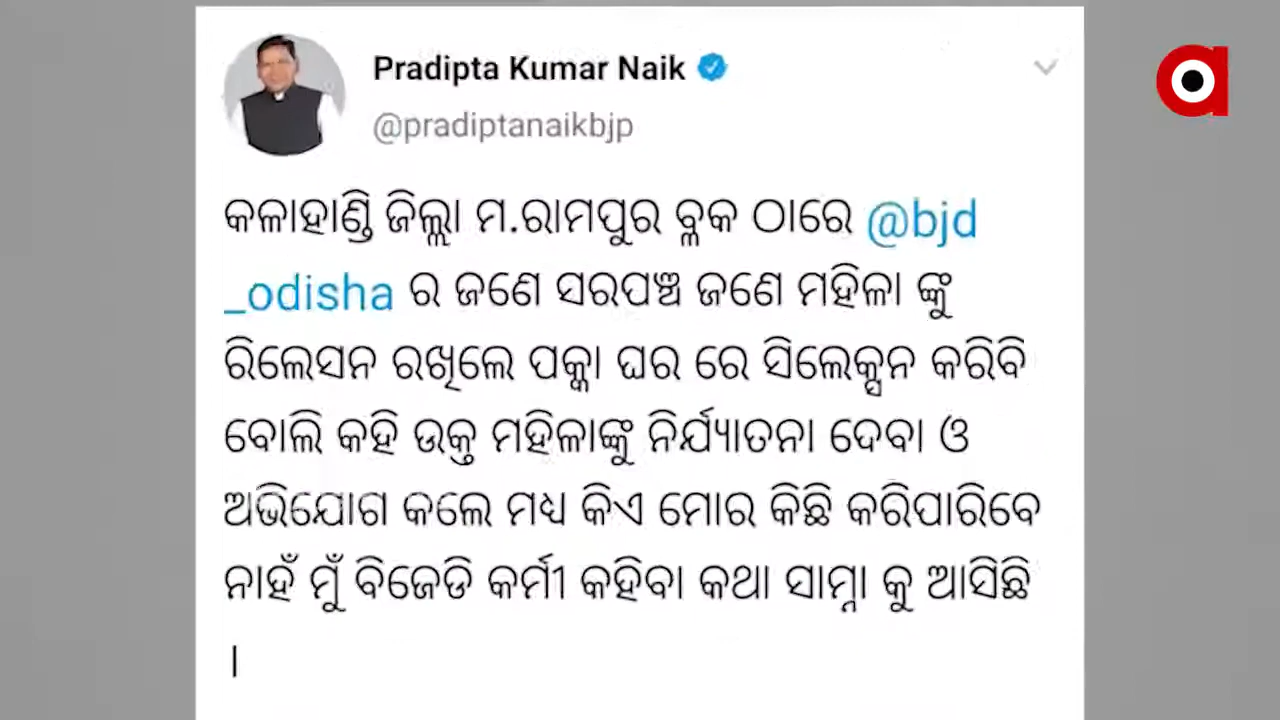 Pradipta Kumar Naik
@pradiptanaikbjp
କଳାହାଣ୍ଡି ଜିଲ୍ଲା ମ.ରାମପୁର ବ୍ଳକ ଠାରେ @bjd
_odisha ର ଜଣେ ସରପଞ୍ଚ ଜଣେ ମହିଳା ଙ୍କୁ
ରିଲେସନ ରଖିଲେ ପକ୍କା ଘର ରେ ସିଲେକ୍ସନ କରିବି
ବୋଲି କହି ଉକ୍ତ ମହିଳାଙ୍କୁ ନିର୍ଯ୍ୟାତନା ଦେବା ଓ
ଅଭିଯୋଗ କଲେ ମଧ୍ୟ କିଏ ମୋର କିଛି କରିପାରିବେ
ନାହଁ ମୁଁ ବିଜେଡି କର୍ମୀ କହିବା କଥା ସାମ୍ନା କୁ ଆସିଛି
।